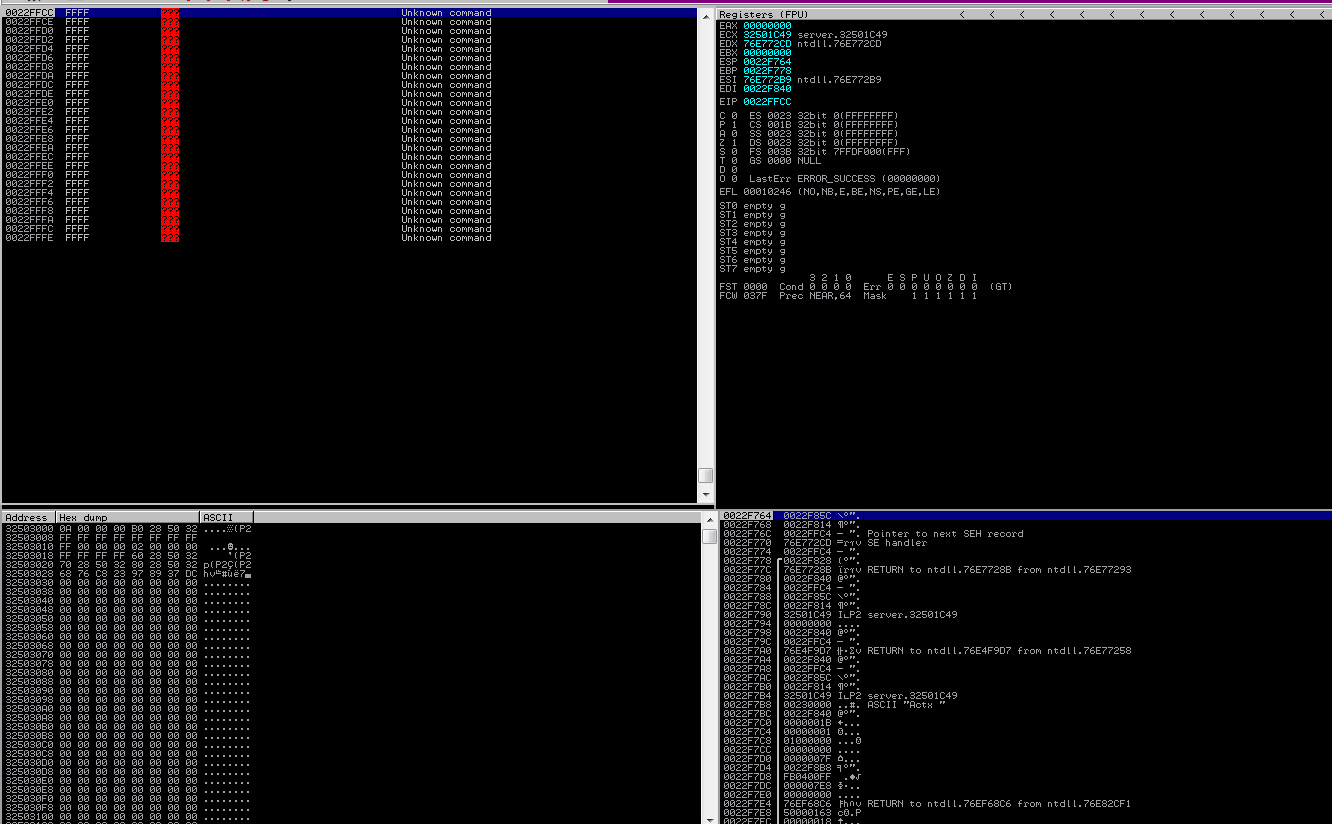 0022FFCC FFFF ??? Unknown command
0022FFCE FFFF ??? Unknown command
0022FFD0 FFFF ??? Unknown command
0022FFD2 FFFF ??? Unknown command
0022FFD4 FFFF ??? Unknown command
0022FFD6 FFFF ??? Unknown command
0022FFD8 FFFF ??? Unknown command
0022FFDA FFFF ??? Unknown command
0022FFDC FFFF ??? Unknown command
0022FFDE FFFF ??? Unknown command
0022FFE0 FFFF ??? Unknown command
0022FFE2 FFFF ??? Unknown command
0022FFE4 FFFF ??? Unknown command
0022FFE6 FFFF ??? Unknown command
0022FFE8 FFFF ??? Unknown command
0022FFEA FFFF ??? Unknown command
0022FFEC FFFF ??? Unknown command
0022FFEE FFFF ??? Unknown command
0022FFF0 FFFF ??? Unknown command
0022FFF2 FFFF ??? Unknown command
0022FFF4 FFFF ??? Unknown command
0022FFF6 FFFF ??? Unknown command
0022FFF8 FFFF ??? Unknown command
0022FFFA FFFF ??? Unknown command
0022FFFC FFFF ??? Unknown command
0022FFFE FFFF ??? Unknown command
Registers (FPU) < < < < < < < < < < < < <
EAX 00000000
ECX 32501C49 server.32501C49
EDX 76E772CD ntdll.76E772CD
EBX 00000000
ESP 0022F764
EBP 0022F778
ESI 76E772B9 ntdll.76E772B9
EDI 0022F840
EIP 0022FFCC
C 0 ES 0023 32bit 0(FFFFFFFF)
P 1 CS 001B 32bit 0(FFFFFFFF)
A 0 SS 0023 32bit 0(FFFFFFFF)
Z 1 DS 0023 32bit 0(FFFFFFFF)
S 0 FS 003B 32bit 7FFDF000(FFF)
T 0 GS 0000 NULL
D 0
O 0 LastErr ERROR_SUCCESS (00000000)
EFL 00010246 (NO,NB,E,BE,NS,PE,GE,LE)
ST0 empty g
ST1 empty g
ST2 empty g
ST3 empty g
ST4 empty g
ST5 empty g
ST6 empty g
ST7 empty g
3 2 1 0 E S P U O Z D I
FST 0000 Cond 0 0 0 0 Err 0 0 0 0 0 0 0 0 (GT)
FCW 037F Prec NEAR,64 Mask 1 1 1 1 1 1
Address Hex dump ASCII
32503000 0A 00 00 00 B0 28 50 32 ....░(P2
32503008 FF FF FF FF FF FF FF FF
32503010 FF 00 00 00 02 00 00 00
32503018 FF FF FF FF 60 28 50 32 `(P2
32503020 70 28 50 32 80 28 50 32 p(P2Ç(P2
32503028 68 76 C8 23 97 89 37 DC hv╚#ùë7▄
32503030 00 00 00 00 00 00 00 00 ........
32503038 00 00 00 00 00 00 00 00 ........
32503040 00 00 00 00 00 00 00 00 ........
32503048 00 00 00 00 00 00 00 00 ........
32503050 00 00 00 00 00 00 00 00 ........
32503058 00 00 00 00 00 00 00 00 ........
32503060 00 00 00 00 00 00 00 00 ........
32503068 00 00 00 00 00 00 00 00 ........
32503070 00 00 00 00 00 00 00 00 ........
32503078 00 00 00 00 00 00 00 00 ........
32503080 00 00 00 00 00 00 00 00 ........
32503088 00 00 00 00 00 00 00 00 ........
32503090 00 00 00 00 00 00 00 00 ........
32503098 00 00 00 00 00 00 00 00 ........
325030A0 00 00 00 00 00 00 00 00 ........
325030A8 00 00 00 00 00 00 00 00 ........
325030B0 00 00 00 00 00 00 00 00 ........
325030B8 00 00 00 00 00 00 00 00 ........
325030C0 00 00 00 00 00 00 00 00 ........
325030C8 00 00 00 00 00 00 00 00 ........
325030D0 00 00 00 00 00 00 00 00 ........
325030D8 00 00 00 00 00 00 00 00 ........
325030E0 00 00 00 00 00 00 00 00 ........
325030E8 00 00 00 00 00 00 00 00 ........
325030F0 00 00 00 00 00 00 00 00 ........
325030F8 00 00 00 00 00 00 00 00 ........
32503100 00 00 00 00 00 00 00 00 ........
0022F764 0022F85C
0022F768 0022F814
0022F76C 0022FFC4 Pointer to next SEH record
0022F770 76E772CD SE handler
0022F774 0022FFC4
0022F778 0022F828
0022F77C 76E7728B RETURN to ntdll.76E7728B from ntdll.76E77293
0022F780 0022F840
0022F784 0022FFC4
0022F788 0022F85C
0022F78C 0022F814
0022F790 32501C49 server.32501C49
0022F794 00000000 ....
0022F798 0022F840
0022F79C 0022FFC4
0022F7A0 76E4F9D7 RETURN to ntdll.76E4F9D7 from ntdll.76E77258
0022F7A4 0022F840
0022F7A8 0022FFC4
0022F7AC 0022F85C
0022F7B0 0022F814
0022F7B4 32501C49 server.32501C49
0022F7B8 00230000 ..#. ASCII "Actx "
0022F7BC 0022F840
0022F7C0 0000001B
0022F7C4 00000001
0022F7C8 01000000
0022F7CC 00000000 ....
0022F7D0 0000007F
0022F7D4 0022F8B8
0022F7D8 FB0400FF
0022F7DC 000007E8
0022F7E0 00000000 ....
0022F7E4 76EF68C6 RETURN to ntdll.76EF68C6 from ntdll.76E82CF1
0022F7E8 50000163 c0.P
0022F7EC 00000018